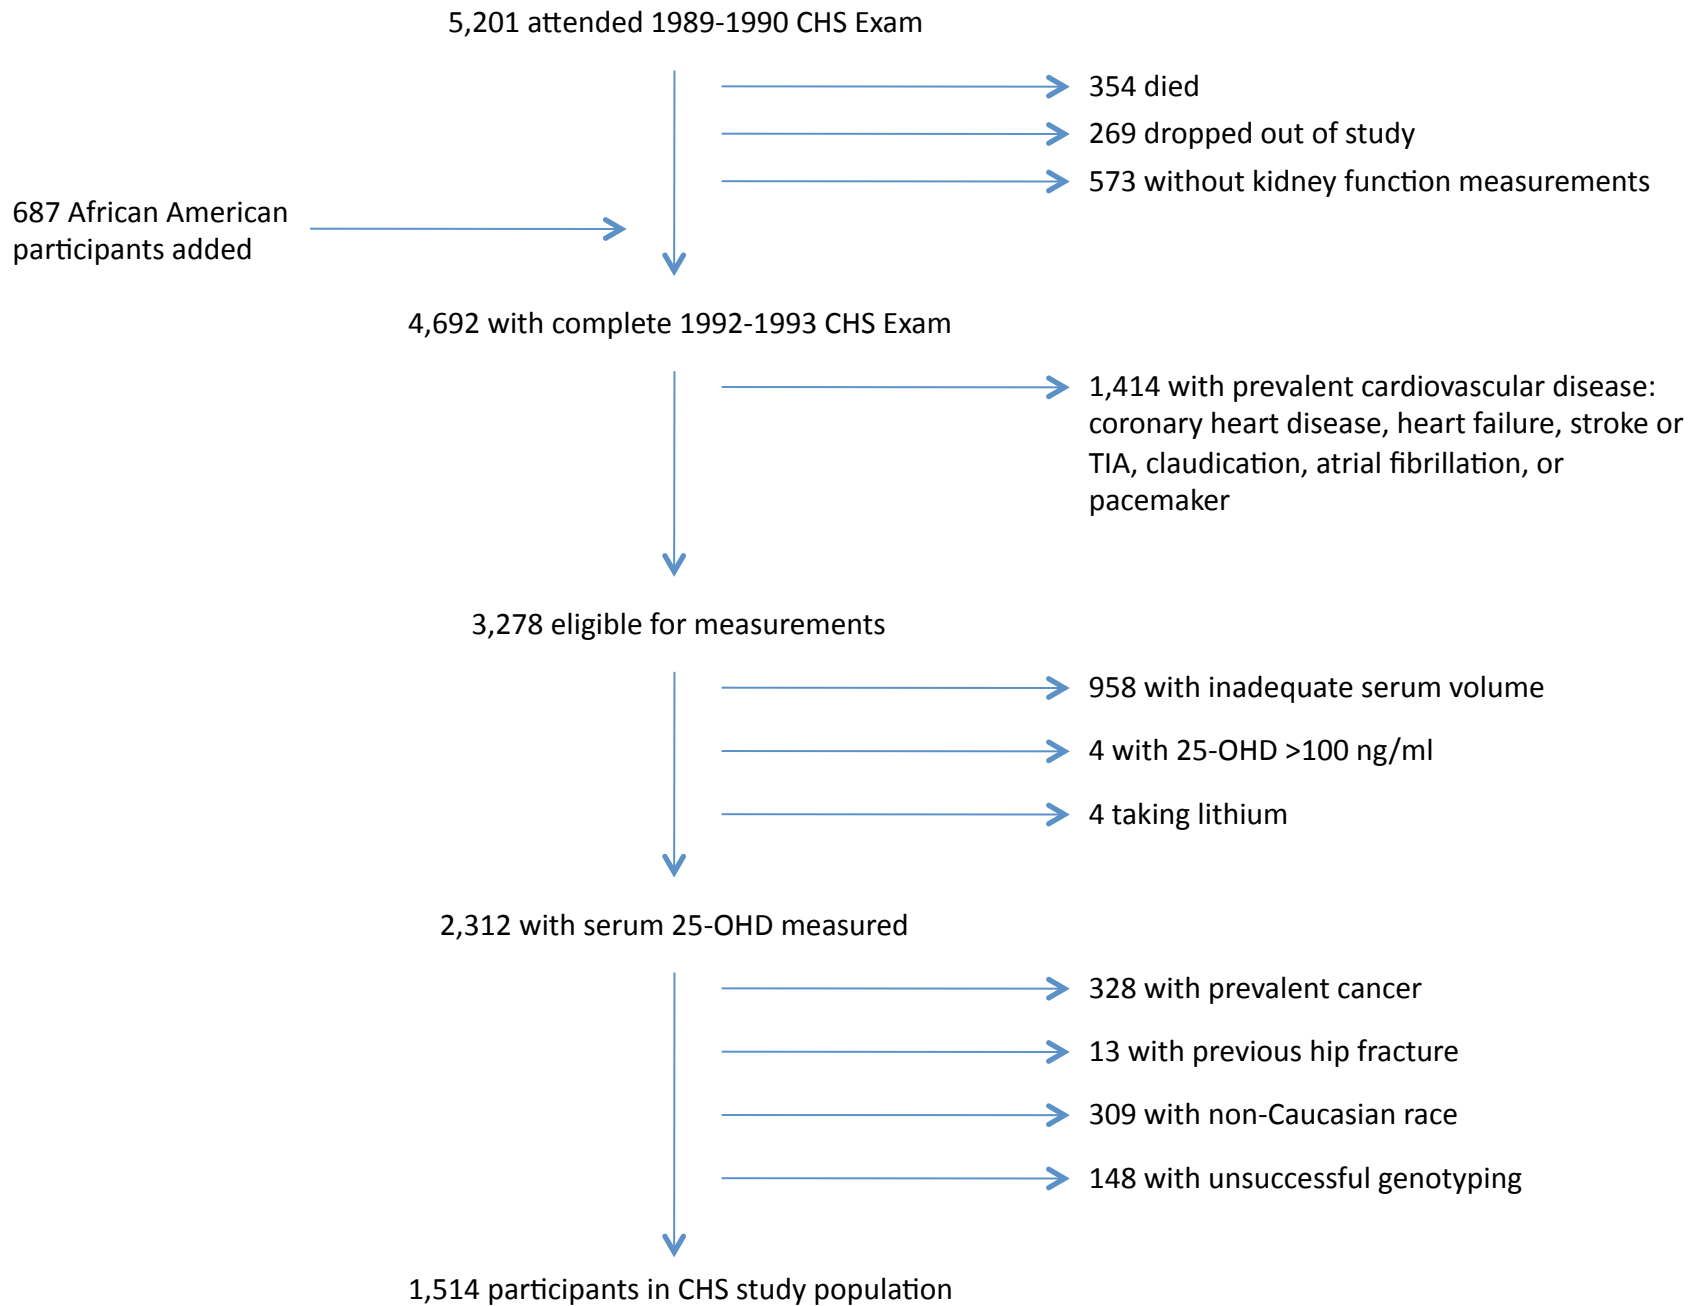 5,201 attended 1989-1990 CHS Exam
354 died
269 dropped out of study
573 without kidney function measurements
687 African American
participants added
4,692 with complete 1992-1993 CHS Exam
1,414 with prevalent cardiovascular disease:
coronary heart disease, heart failure, stroke or
TIA, claudication, atrial fibrillation, or
pacemaker
3,278 eligible for measurements
958 with inadequate serum volume
4 with 25-OHD >100 ng/ml
4 taking lithium
2,312 with serum 25-OHD measured
328 with prevalent cancer
13 with previous hip fracture
309 with non-Caucasian race
148 with unsuccessful genotyping
1,514 participants in CHS study population